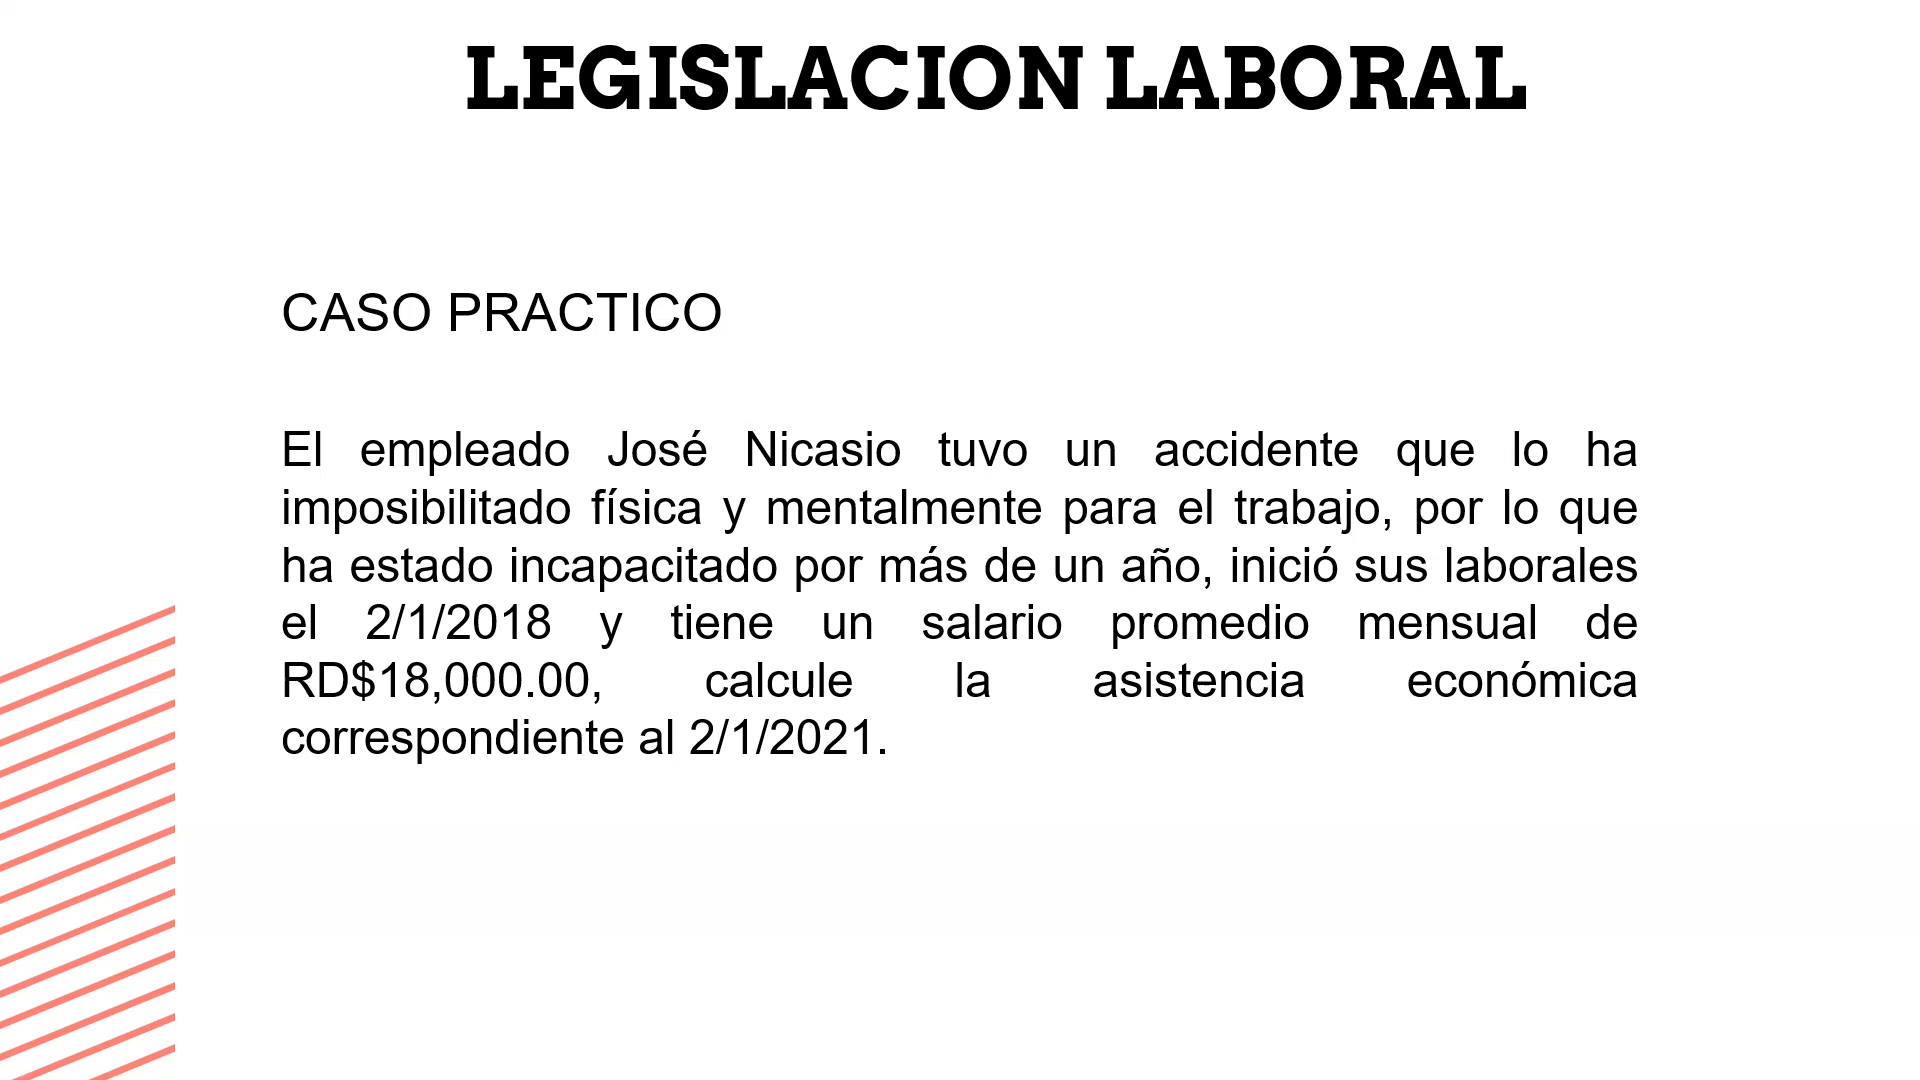 LEGISLACION LABORAL
CASO PRACTICO
El empleado José Nicasio tuvo un accidente que lo ha
imposibilitado física y mentalmente para el trabajo, por lo que
ha estado incapacitado por más de un año, inició sus laborales
el 2/1/2018 y tiene un salario promedio mensual de
RD$18,000.00, calcule la asistencia económica
correspondiente al 2/1/2021.